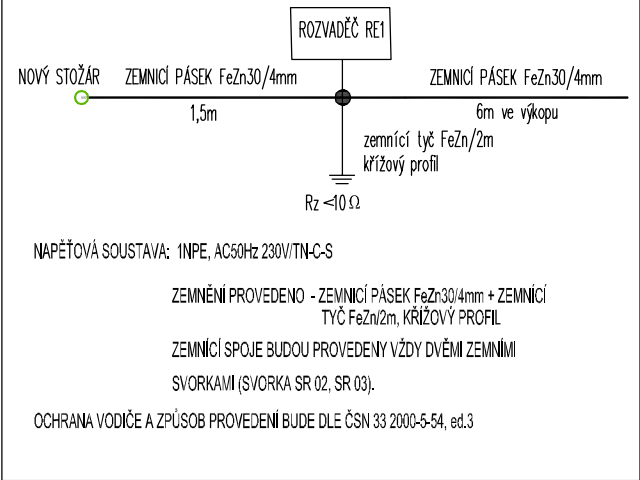 ROZVADĚČ RE1
NOVÝ STOŽÁR
ZEMNICÍ PÁSEK FeZn30/4mm
ZEMNICÍ PÁSEK FeZn30/4mm
1,5m
6m ve výkopu
zemnící tyč FeZn/2m
křížový profil
Rz <10 Ω
NAPĚŤOVÁ SOUSTAVA: 1NPE, AC50Hz 230V/TN-C-S
ZEMNĚNÍ PROVEDENO - ZEMNICÍ PÁSEK FeZn30/4mm + ZEMNÍCÍ
TYČ FeZn/2m, KŘÍŽOVÝ PROFIL
ZEMNÍCÍ SPOJE BUDOU PROVEDENY VŽDY DVĚMI ZEMNÍMI
SVORKAMI (SVORKA SR 02, SR 03).
OCHRANA VODIČE A ZPŮSOB PROVEDENÍ BUDE DLE ČSN 33 2000-5-54, ed.3